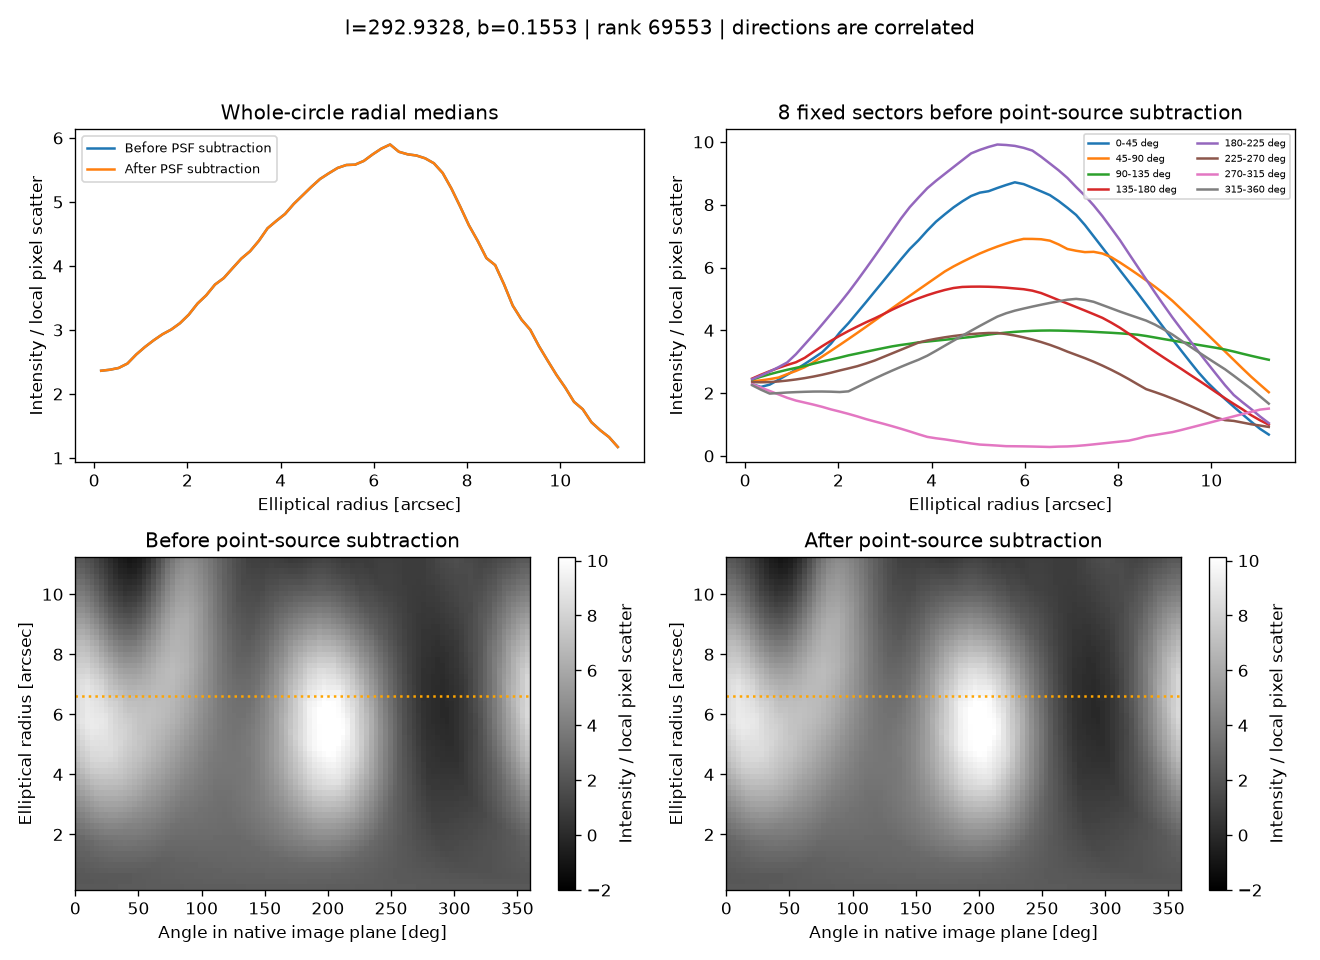 l=292.9328, b=0.1553 | rank 69553 | directions are correlated
Whole-circle radial medians
Before PSF subtraction
After PSF subtraction
Intensity / local pixel scatter
6
5
4
3
2
1
0 2 4 6 8 10
Elliptical radius [arcsec]
8 fixed sectors before point-source subtraction
0-45 deg 180-225 deg
45-90 deg 225-270 deg
90-135 deg 270-315 deg
135-180 deg 315-360 deg
Intensity / local pixel scatter
10
8
6
4
2
0
0 2 4 6 8 10
Elliptical radius [arcsec]
Before point-source subtraction
Elliptical radius [arcsec]
10
8
6
4
2
0 50 100 150 200 250 300 350
Angle in native image plane [deg]
10
8
6
4
2
0
−2
Intensity / local pixel scatter
After point-source subtraction
Elliptical radius [arcsec]
10
8
6
4
2
0 50 100 150 200 250 300 350
Angle in native image plane [deg]
10
8
6
4
2
0
−2
Intensity / local pixel scatter